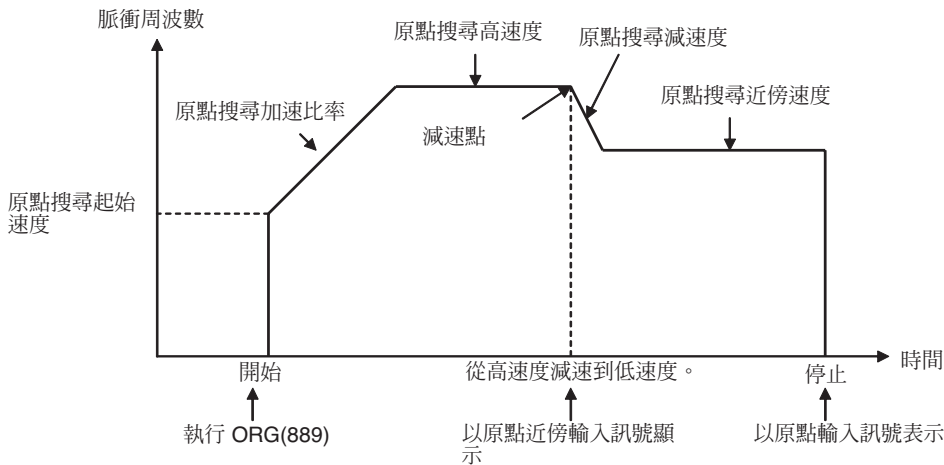 脈衝周波數
原點搜尋高速度
原點搜尋減速度
原點搜尋加速比率
減速點
原點搜尋近傍速度
原點搜尋起始
速度
時間
開始
從高速度減速到低速度。
停止
執行 ORG(889)
以原點近傍輸入訊號顯
示
以原點輸入訊號表示